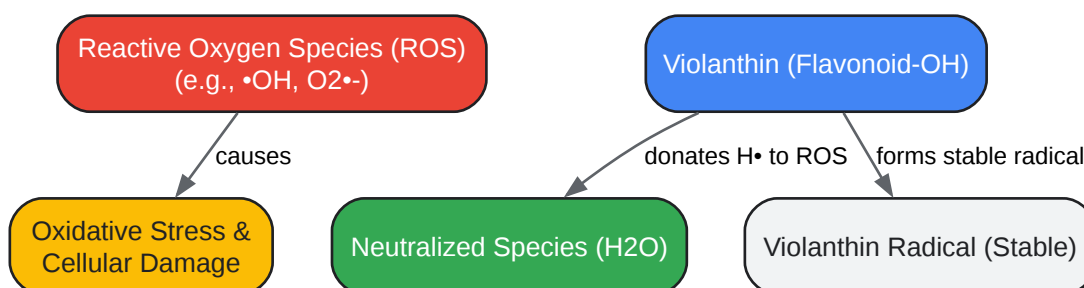 Reactive Oxygen Species (ROS)
(e.g., •OH, O2•-)
Violanthin (Flavonoid-OH)
causes
donates H• to ROS
forms stable radical
Oxidative Stress &
Cellular Damage
Neutralized Species (H2O)
Violanthin Radical (Stable)